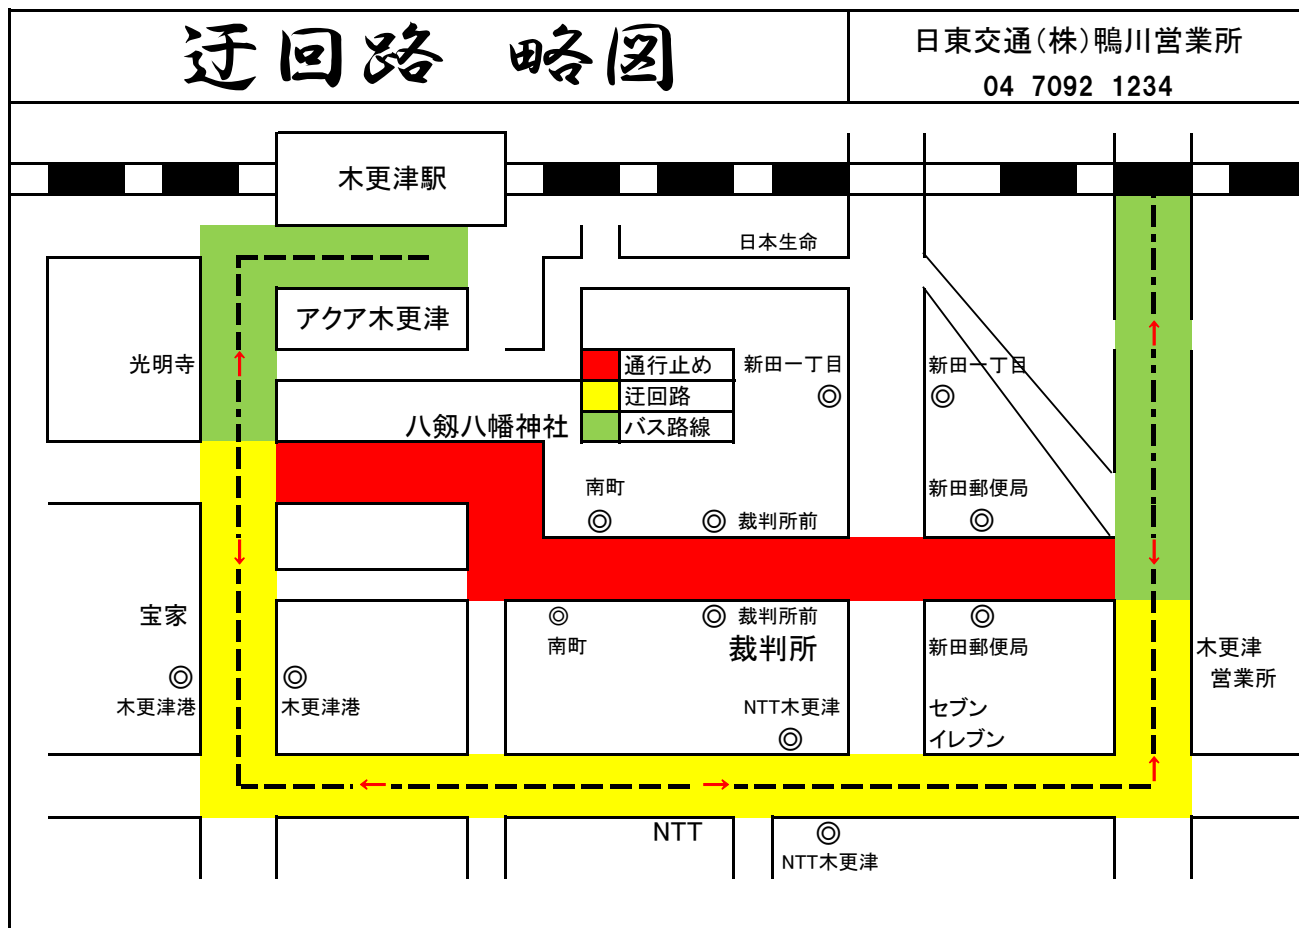 迂回路 略図
日東交通(株)鴨川営業所
04 7092 1234
木更津駅
日本生命
アクア木更津
光明寺
通行止め
迂回路
バス路線
新田一丁目
◎
新田一丁目
◎
八剱八幡神社
南町
◎
◎ 裁判所前
新田郵便局
◎
宝家
◎
南町
◎ 裁判所前
裁判所
◎
新田郵便局
木更津
営業所
◎
木更津港
◎
木更津港
NTT木更津
◎
セブン
イレブン
NTT
◎
NTT木更津